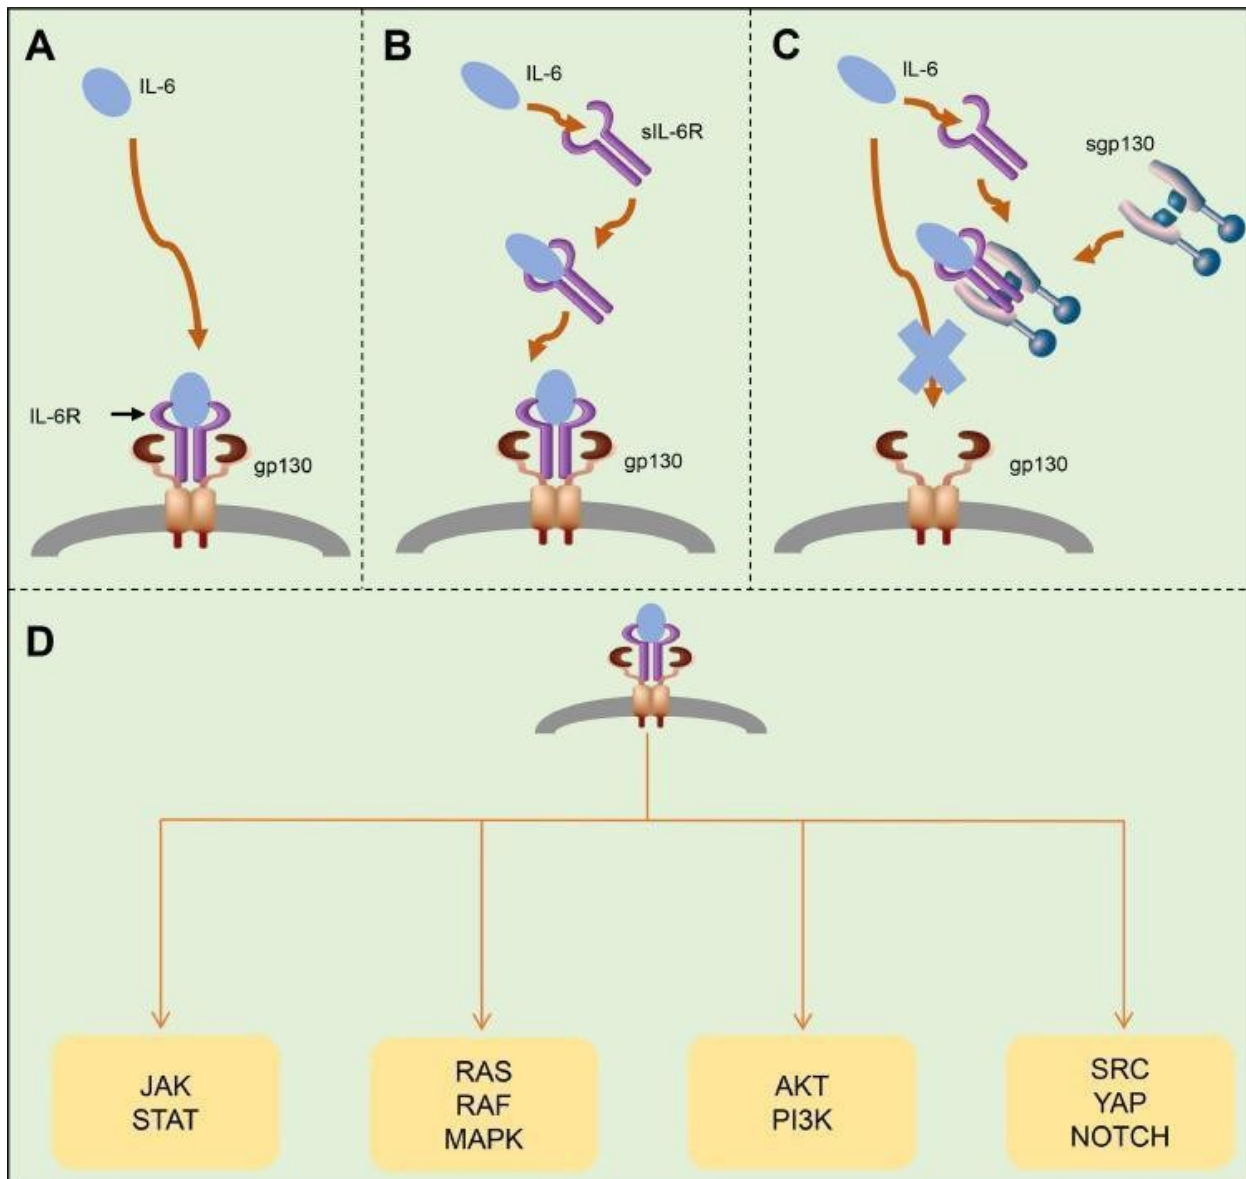 A
IL-6
IL-6R
gp130
B
IL-6
sIL-6R
gp130
C
IL-6
sgp130
gp130
D
JAK
STAT
RAS
RAF
MAPK
AKT
PI3K
SRC
YAP
NOTCH